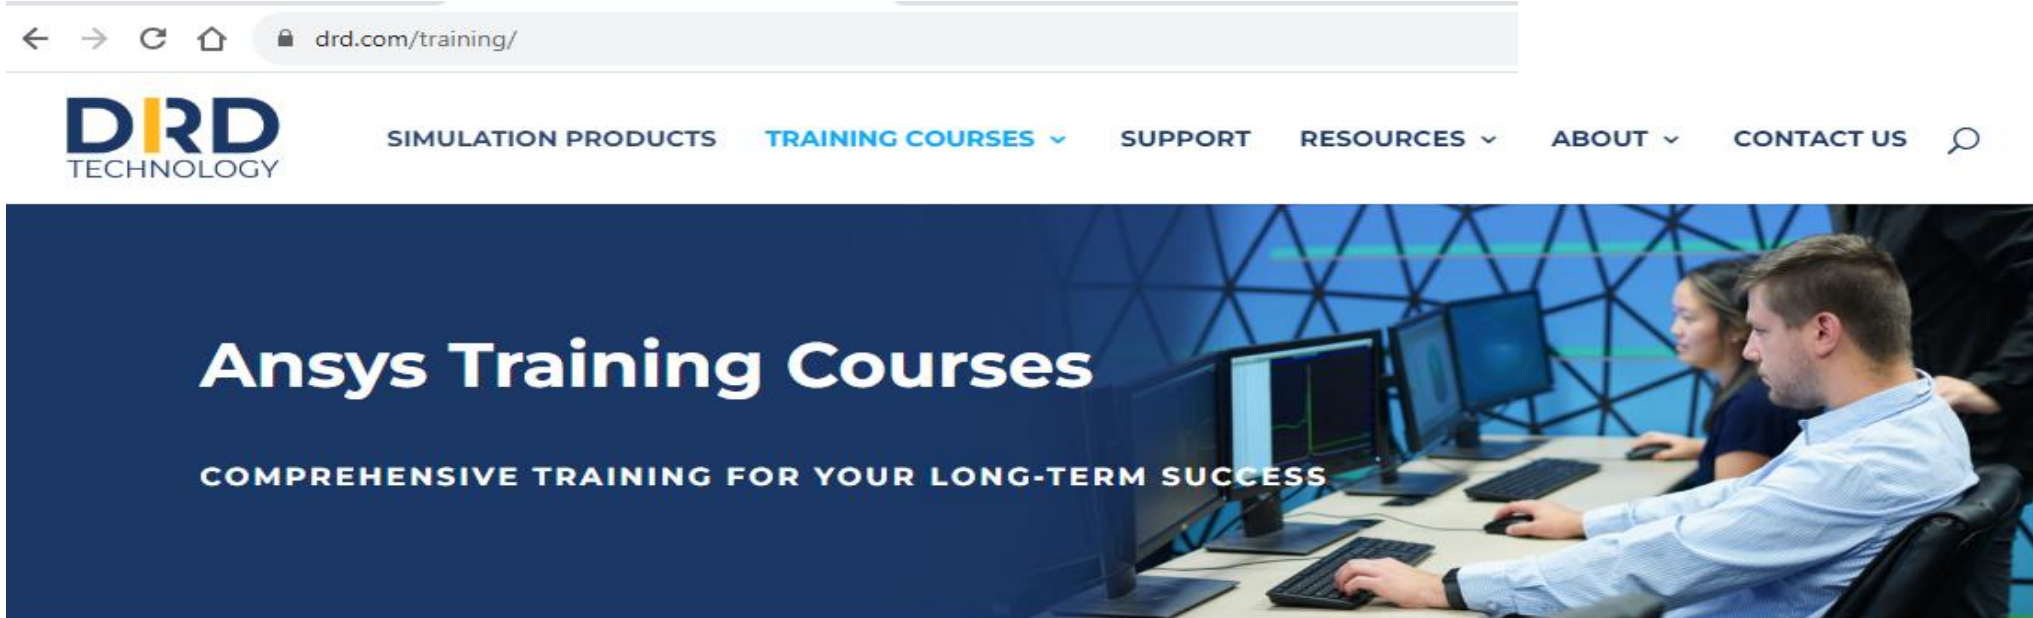 drd.com/training/
DRD
TECHNOLOGY
SIMULATION PRODUCTS TRAINING COURSES SUPPORT RESOURCES ABOUT CONTACT US
Ansys Training Courses
COMPREHENSIVE TRAINING FOR YOUR LONG-TERM SUCCESS